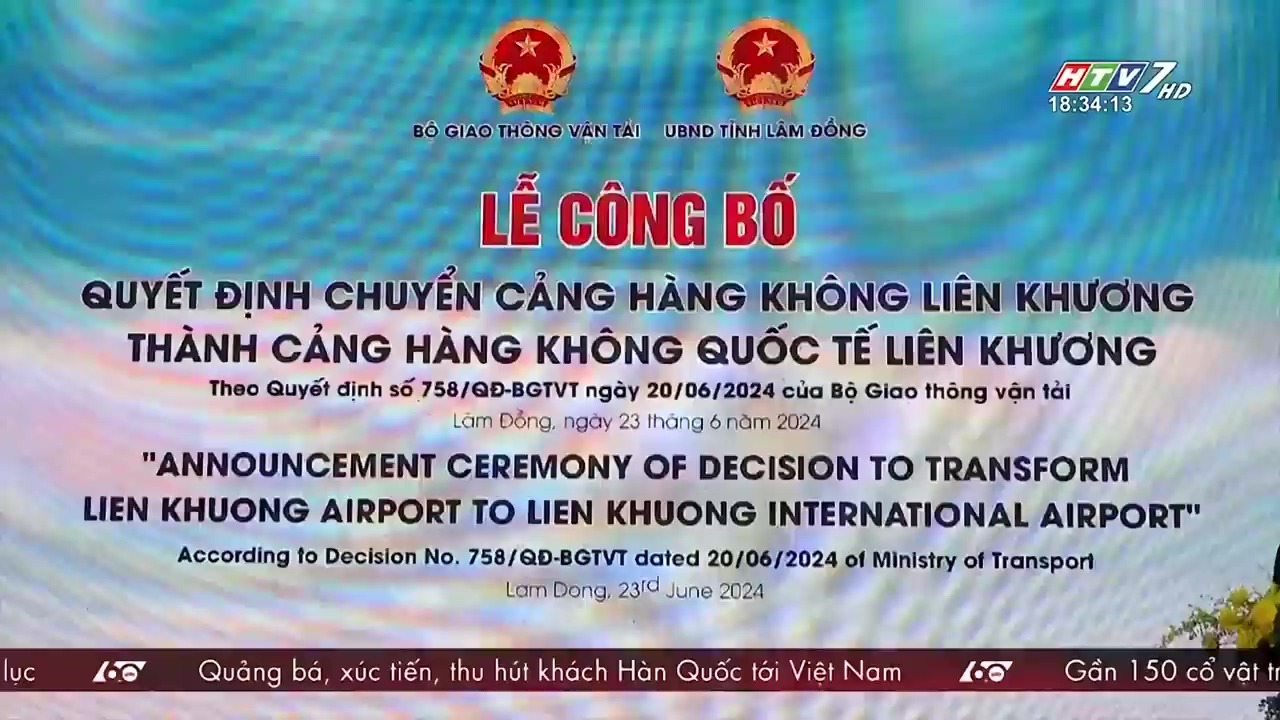 HTV7 HD
18:34:13
BỘ GIAO THÔNG VẬN TẢI
UBND TỈNH LÂM ĐỒNG
LỄ CÔNG BỐ
QUYẾT ĐỊNH CHUYỂN CẢNG HÀNG KHÔNG LIÊN KHƯƠNG
THÀNH CẢNG HÀNG KHÔNG QUỐC TẾ LIÊN KHƯƠNG
Theo Quyết định số 758/QĐ-BGTVT ngày 20/06/2024 của Bộ Giao thông vận tải
Lâm Đồng, ngày 23 tháng 6 năm 2024
"ANNOUNCEMENT CEREMONY OF DECISION TO TRANSFORM
LIEN KHUONG AIRPORT TO LIEN KHUONG INTERNATIONAL AIRPORT"
According to Decision No. 758/QĐ-BGTVT dated 20/06/2024 of Ministry of Transport
Lam Dong, 23rd June 2024
lục 60 Quảng bá, xúc tiến, thu hút khách Hàn Quốc tới Việt Nam 60 Gần 150 cổ vật